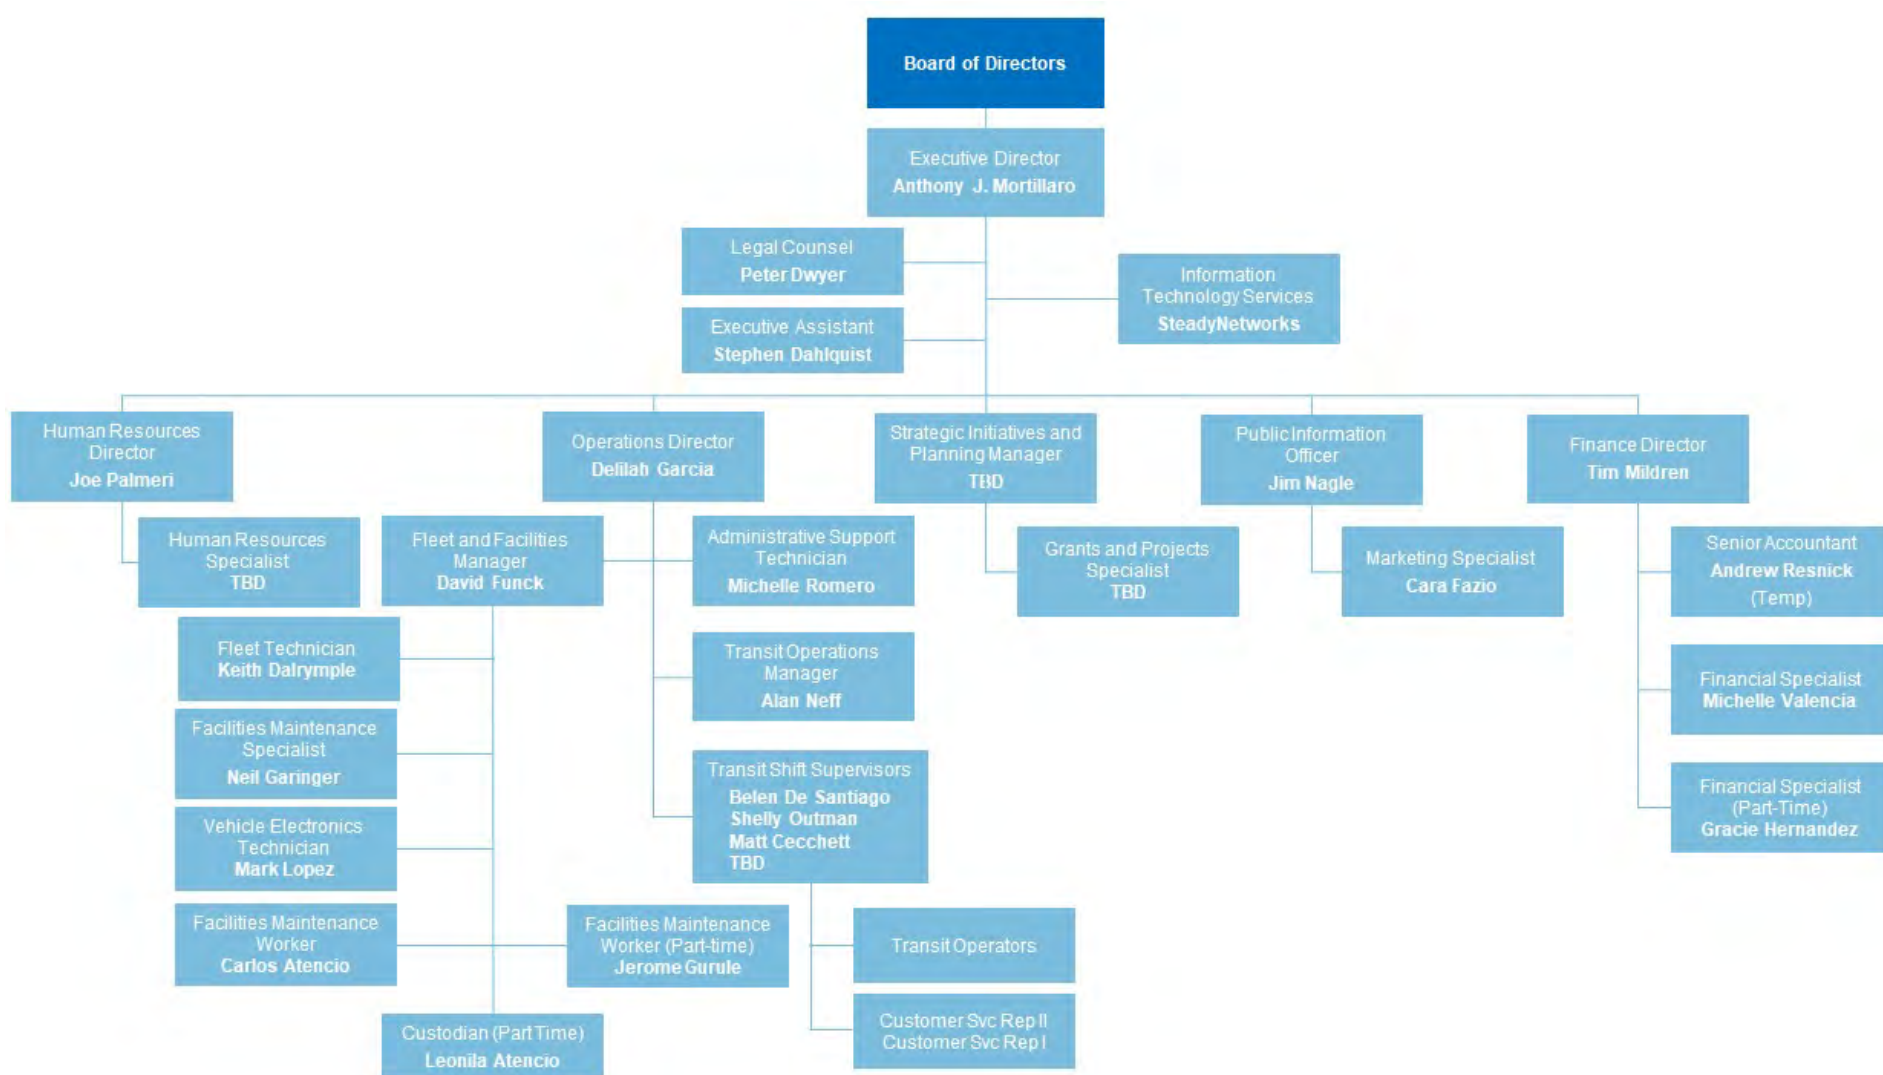 Board of Directors
Executive Director
Anthony J. Mortillaro
Legal Counsel
Peter Dwyer
Information
Technology Services
SteadyNetworks
Executive Assistant
Stephen Dahlquist
Human Resources
Director
Joe Palmeri
Operations Director
Delilah Garcia
Strategic Initiatives and
Planning Manager
TBD
Public Information
Officer
Jim Nagle
Finance Director
Tim Mildren
Human Resources
Specialist
TBD
Fleet and Facilities
Manager
David Funck
Administrative Support
Technician
Michelle Romero
Grants and Projects
Specialist
TBD
Marketing Specialist
Cara Fazio
Senior Accountant
Andrew Resnick
(Temp)
Fleet Technician
Keith Dalrymple
Transit Operations
Manager
Alan Neff
Financial Specialist
Michelle Valencia
Facilities Maintenance
Specialist
Neil Garinger
Transit Shift Supervisors
Belen De Santiago
Shelly Outman
Matt Cecchett
TBD
Financial Specialist
(Part-Time)
Gracie Hernandez
Vehicle Electronics
Technician
Mark Lopez
Facilities Maintenance
Worker
Carlos Atencio
Facilities Maintenance
Worker (Part-time)
Jerome Gurule
Transit Operators
Custodian (Part Time)
Leonila Atencio
Customer Svc Rep II
Customer Svc Rep I